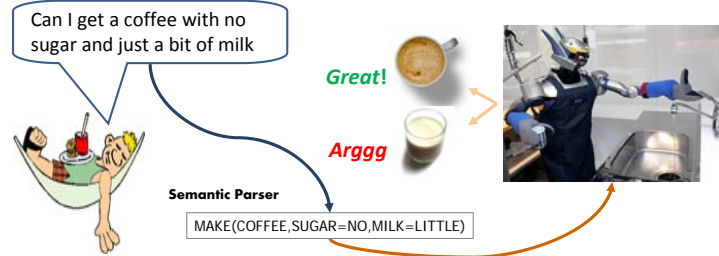 Can I get a coffee with no
sugar and just a bit of milk
Great!
Arggg
Semantic Parser
MAKE(COFFEE,SUGAR=NO,MILK=LITTLE)